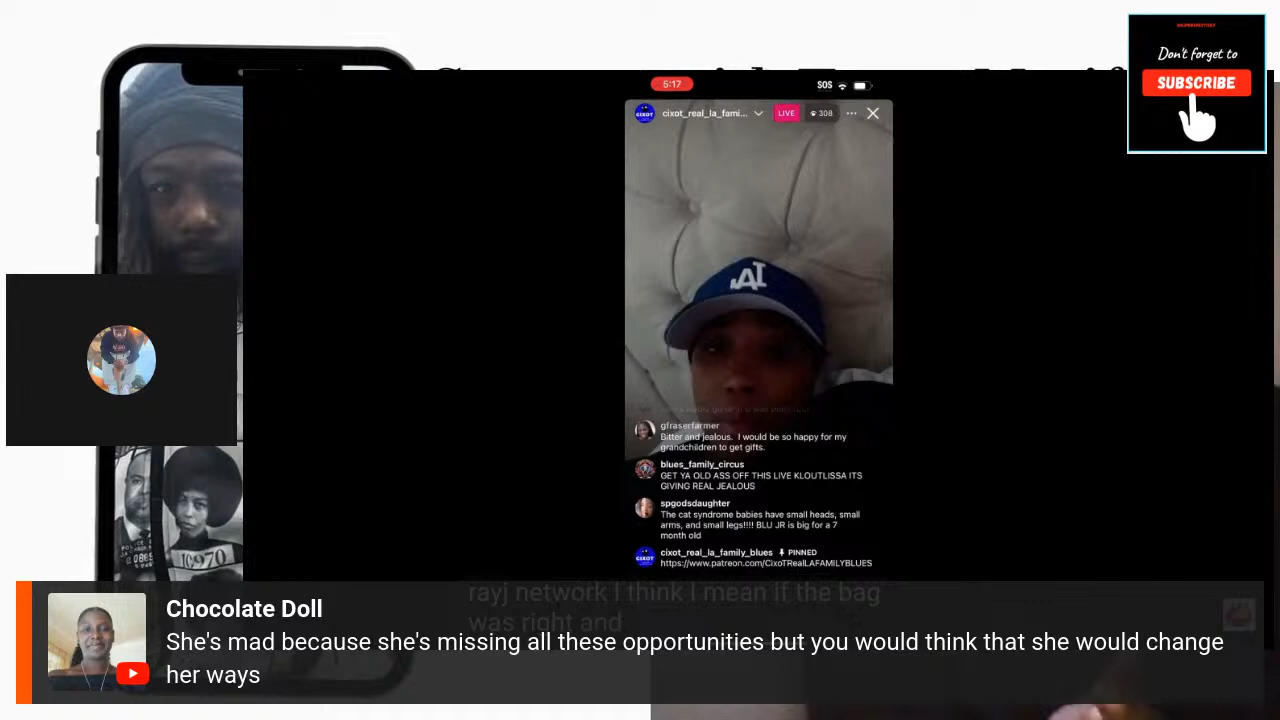 Don't forget to
SUBSCRIBE
5:17
SOS
cixot_real_la_fami...
LIVE
308
gfraserfarmer
Bitter and jealous. I would be so happy for my
grandchildren to get gifts.
blues_family_circus
GET YA OLD ASS OFF THIS LIVE KLOUTLISSA ITS
GIVING REAL JEALOUS
spgodsdaughter
The cat syndrome babies have small heads, small
arms, and small legs!!!! BLU JR is big for a 7
month old
cixot_real_la_family_blues PINNED
https://www.patreon.com/CixoTRealLAFAMILYBLUES
rayj network I think I mean if the bag
was right and
Chocolate Doll
She's mad because she's missing all these opportunities but you would think that she would change
her ways